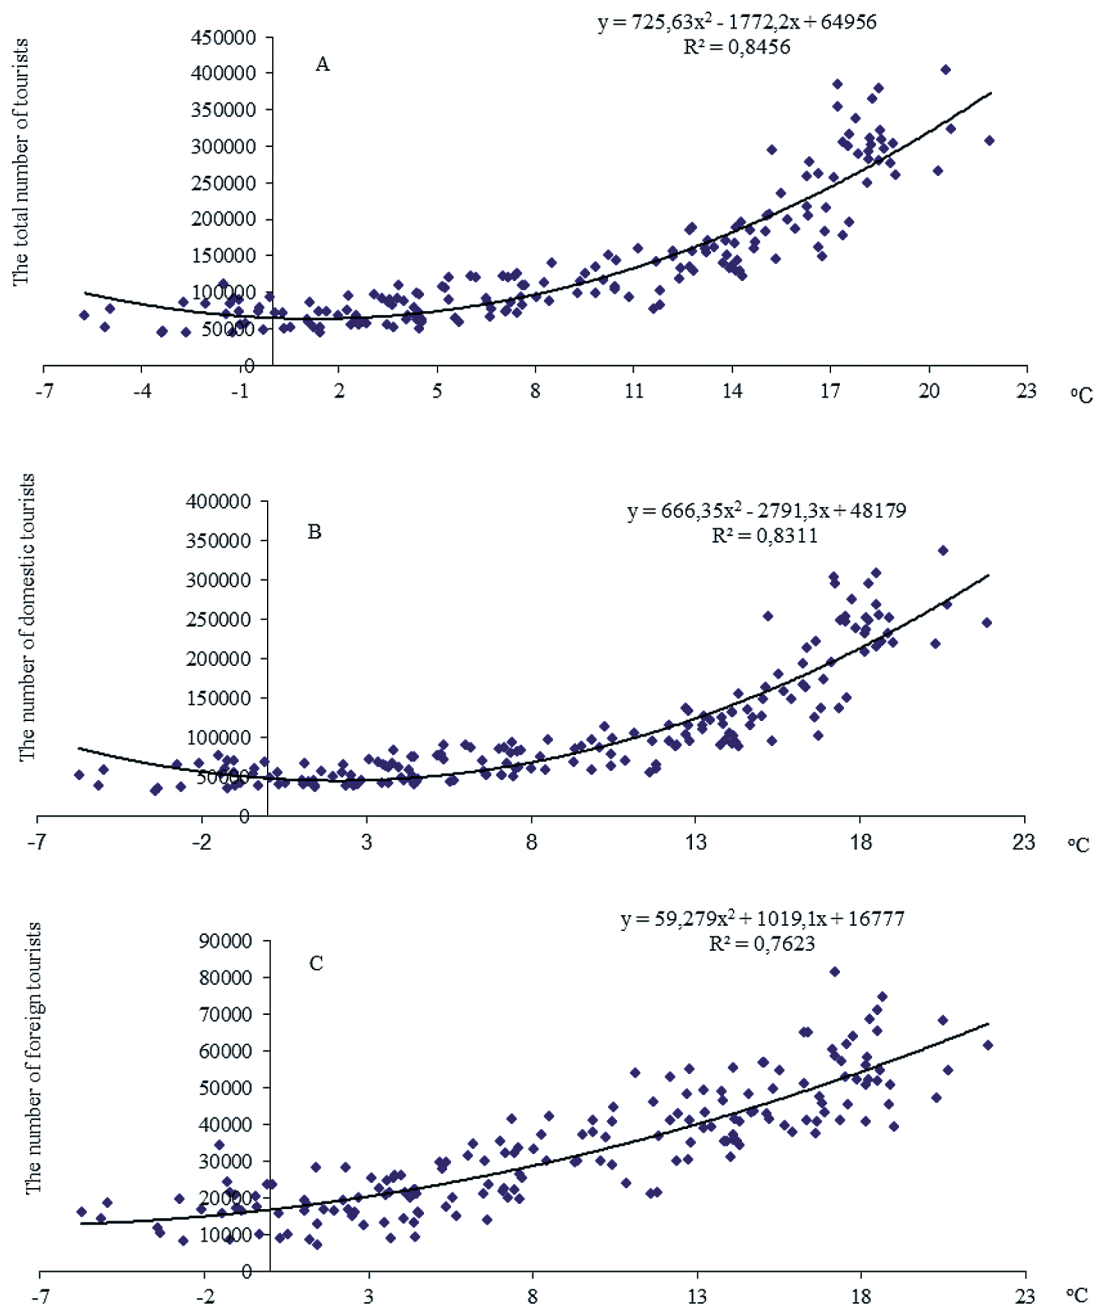 The total number of tourists
y = 725,63x² - 1772,2x + 64956
R² = 0,8456
A
450000
400000
350000
300000
250000
200000
150000
100000
50000
0
-7 -4 -1 2 5 8 11 14 17 20 23 ºC
The number of domestic tourists
y = 666,35x² - 2791,3x + 48179
R² = 0,8311
B
400000
350000
300000
250000
200000
150000
100000
50000
0
-7 -2 3 8 13 18 23 ºC
The number of foreign tourists
y = 59,279x² + 1019,1x + 16777
R² = 0,7623
C
90000
80000
70000
60000
50000
40000
30000
20000
10000
0
-7 -2 3 8 13 18 23 ºC